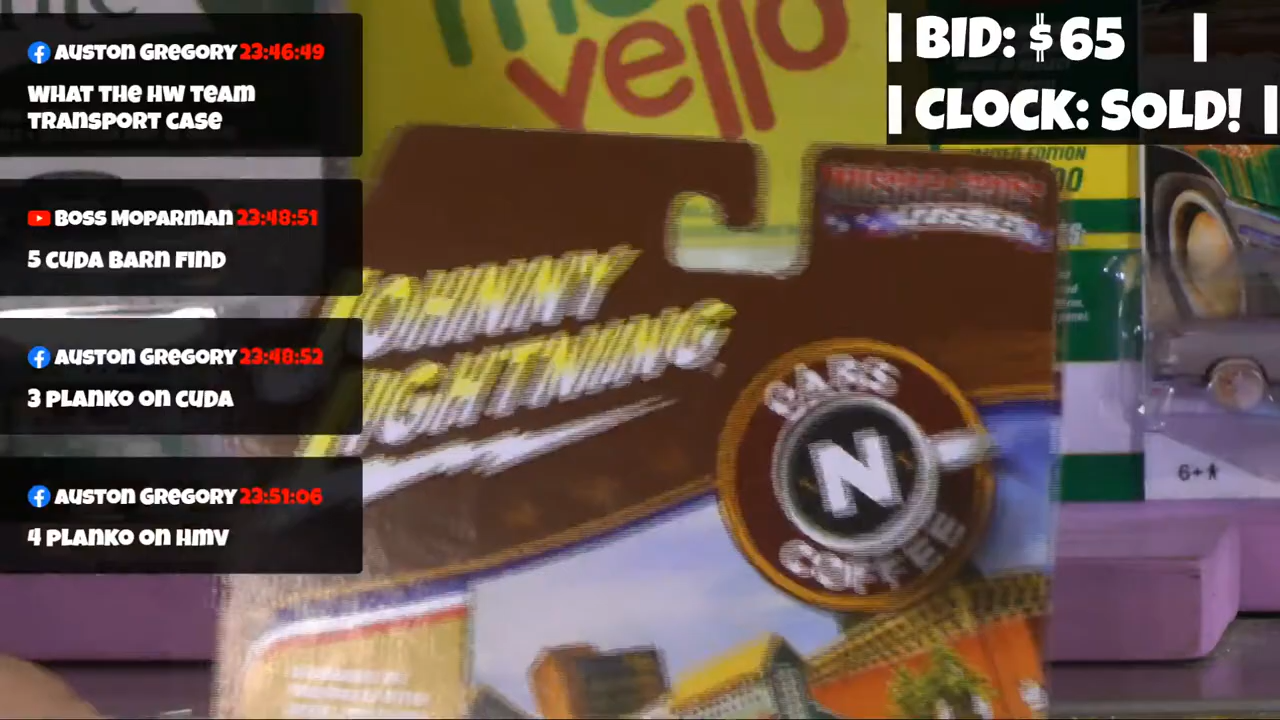 AUSTON GREGORY 23:46:49
WHAT THE HW TEAM
TRANSPORT CASE
BOSS MOPARMAN 23:48:51
5 CUDA BARN FIND
AUSTON GREGORY 23:48:52
3 PLANKO ON CUDA
AUSTON GREGORY 23:51:06
4 PLANKO ON HMV
| BID: $65 |
| CLOCK: SOLD! |
yello
EDITION
JOHNNY
LIGHTNING
CARS
N
COFFEE
6+